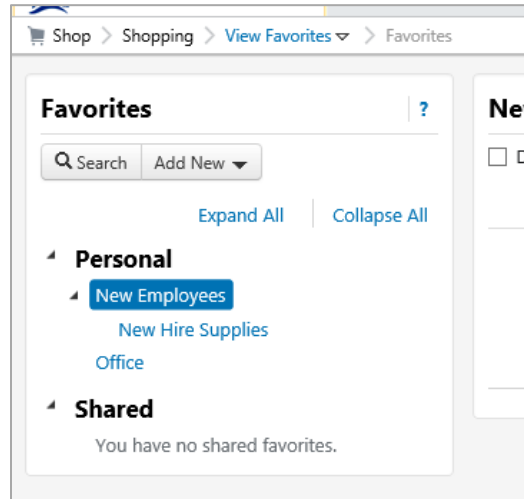 Shop > Shopping > View Favorites > Favorites
Favorites ?
Search Add New
Expand All Collapse All
Personal
New Employees
New Hire Supplies
Office
Shared
You have no shared favorites.